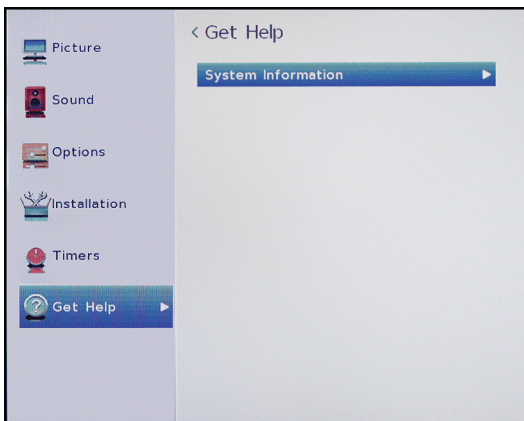 Picture
Sound
Options
Installation
Timers
Get Help
< Get Help
System Information